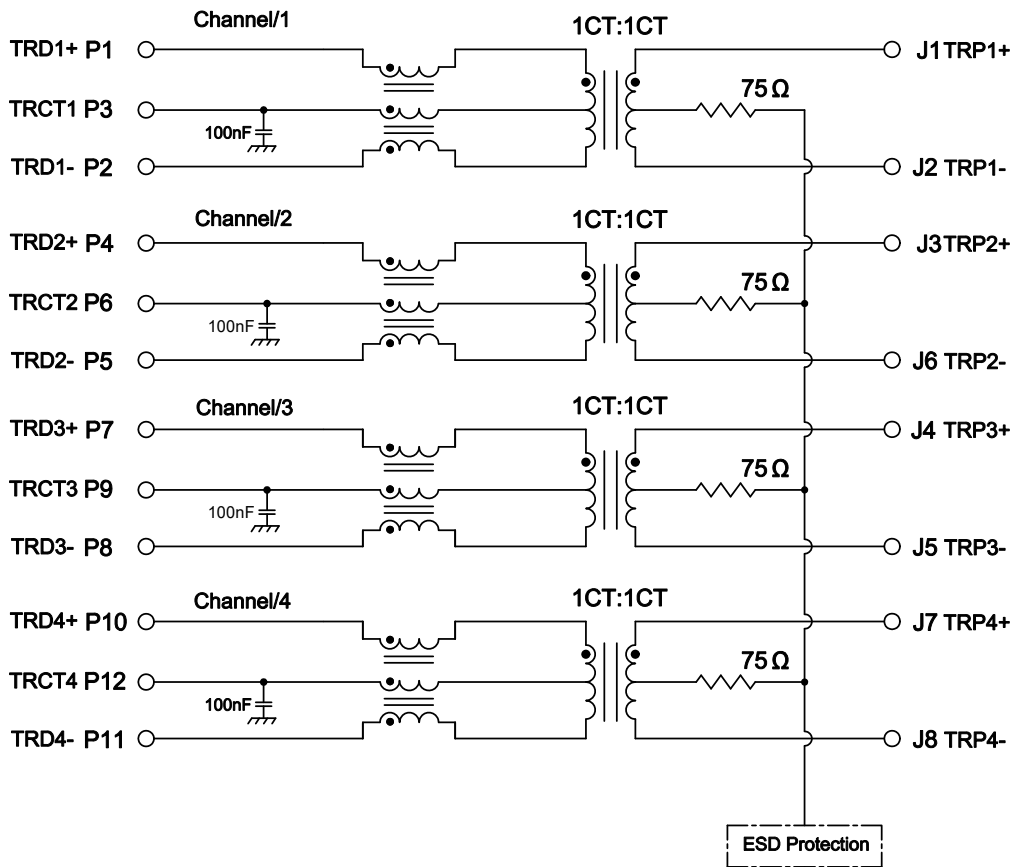 Channel/1
1CT:1CT
TRD1+ P1
J1 TRP1+
75Ω
TRCT1 P3
100nF
TRD1- P2
J2 TRP1-
Channel/2
1CT:1CT
TRD2+ P4
J3 TRP2+
75Ω
TRCT2 P6
100nF
TRD2- P5
J6 TRP2-
Channel/3
1CT:1CT
TRD3+ P7
J4 TRP3+
75Ω
TRCT3 P9
100nF
TRD3- P8
J5 TRP3-
Channel/4
1CT:1CT
TRD4+ P10
J7 TRP4+
75Ω
TRCT4 P12
100nF
TRD4- P11
J8 TRP4-
ESD Protection